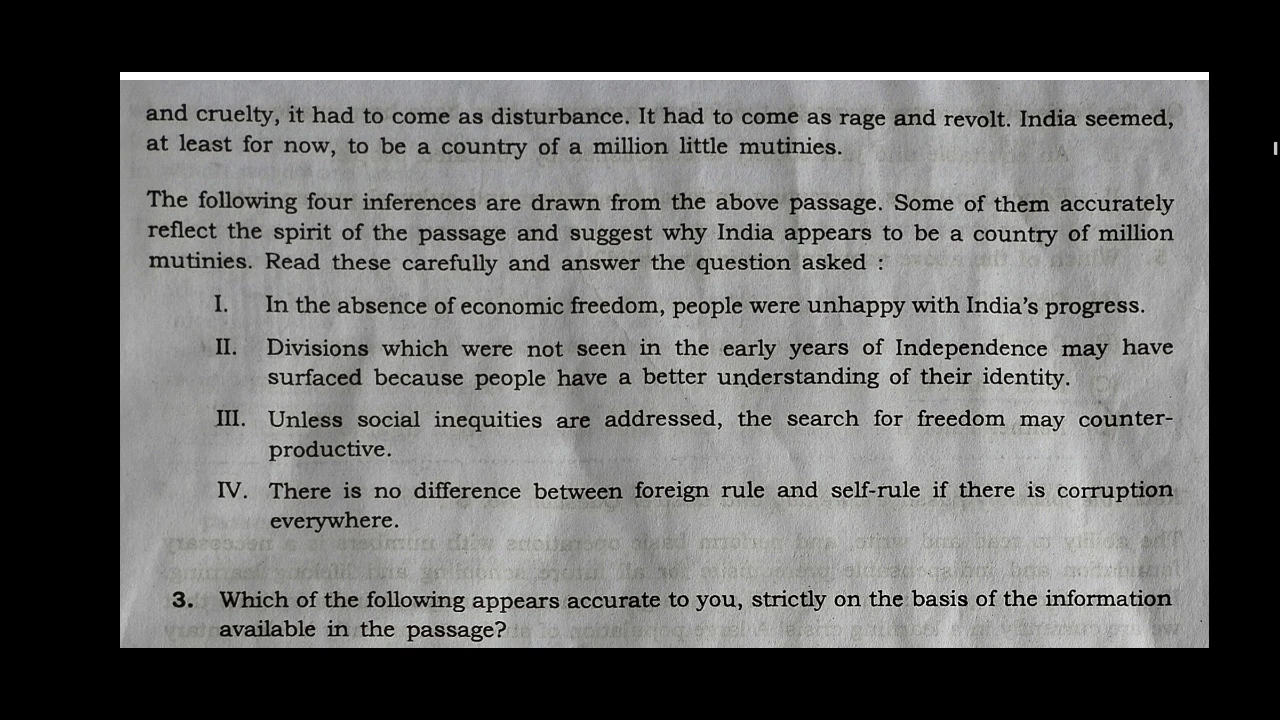 and cruelty, it had to come as disturbance. It had to come as rage and revolt. India seemed,
at least for now, to be a country of a million little mutinies.
The following four inferences are drawn from the above passage. Some of them accurately
reflect the spirit of the passage and suggest why India appears to be a country of million
mutinies. Read these carefully and answer the question asked :
I. In the absence of economic freedom, people were unhappy with India's progress.
II. Divisions which were not seen in the early years of Independence may have
surfaced because people have a better understanding of their identity.
III. Unless social inequities are addressed, the search for freedom may counter-
productive.
IV. There is no difference between foreign rule and self-rule if there is corruption
everywhere.
3. Which of the following appears accurate to you, strictly on the basis of the information
available in the passage?